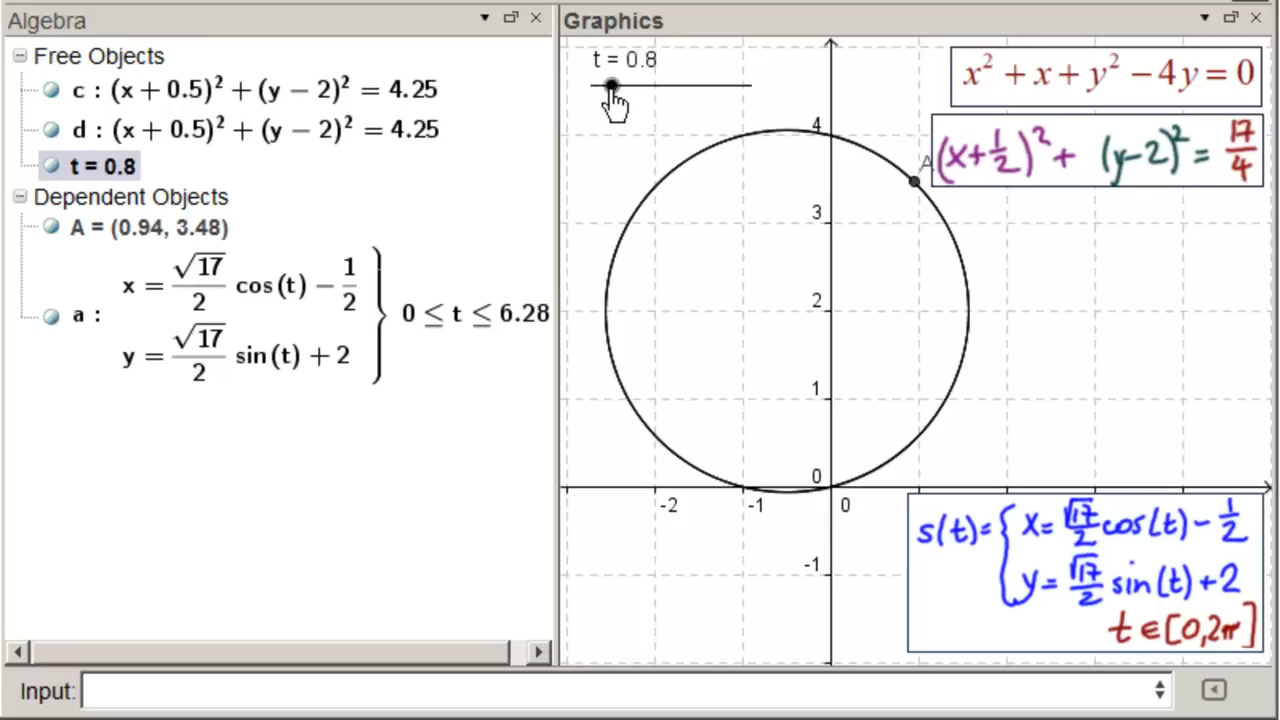 Algebra
Free Objects
c : (x + 0.5)² + (y − 2)² = 4.25
d : (x + 0.5)² + (y − 2)² = 4.25
t = 0.8
Dependent Objects
A = (0.94, 3.48)
a : x = √17/2 cos(t) − 1/2
y = √17/2 sin(t) + 2 } 0 ≤ t ≤ 6.28
Graphics
t = 0.8
x² + x + y² − 4y = 0
(x+1/2)² + (y-2)² = 17/4
A
4
3
2
1
0
-2 -1 0
-1
s(t) = { x = √17/2 cos(t) - 1/2
y = √17/2 sin(t) + 2
t ∈ [0, 2π]
Input: